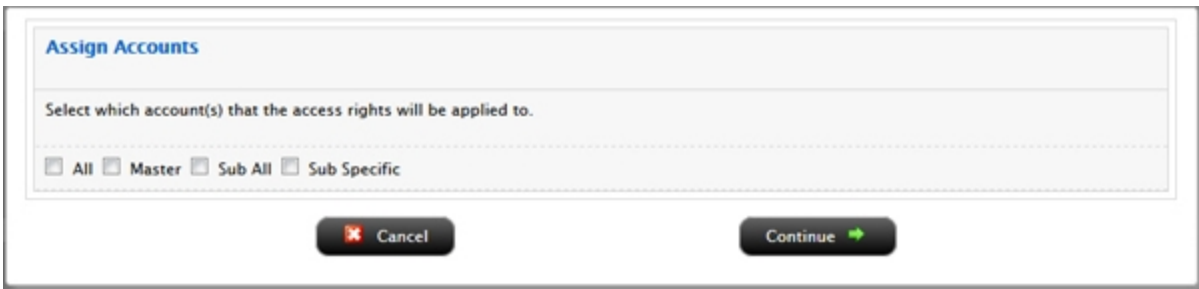 Assign Accounts
Select which account(s) that the access rights will be applied to.
All Master Sub All Sub Specific
Cancel Continue